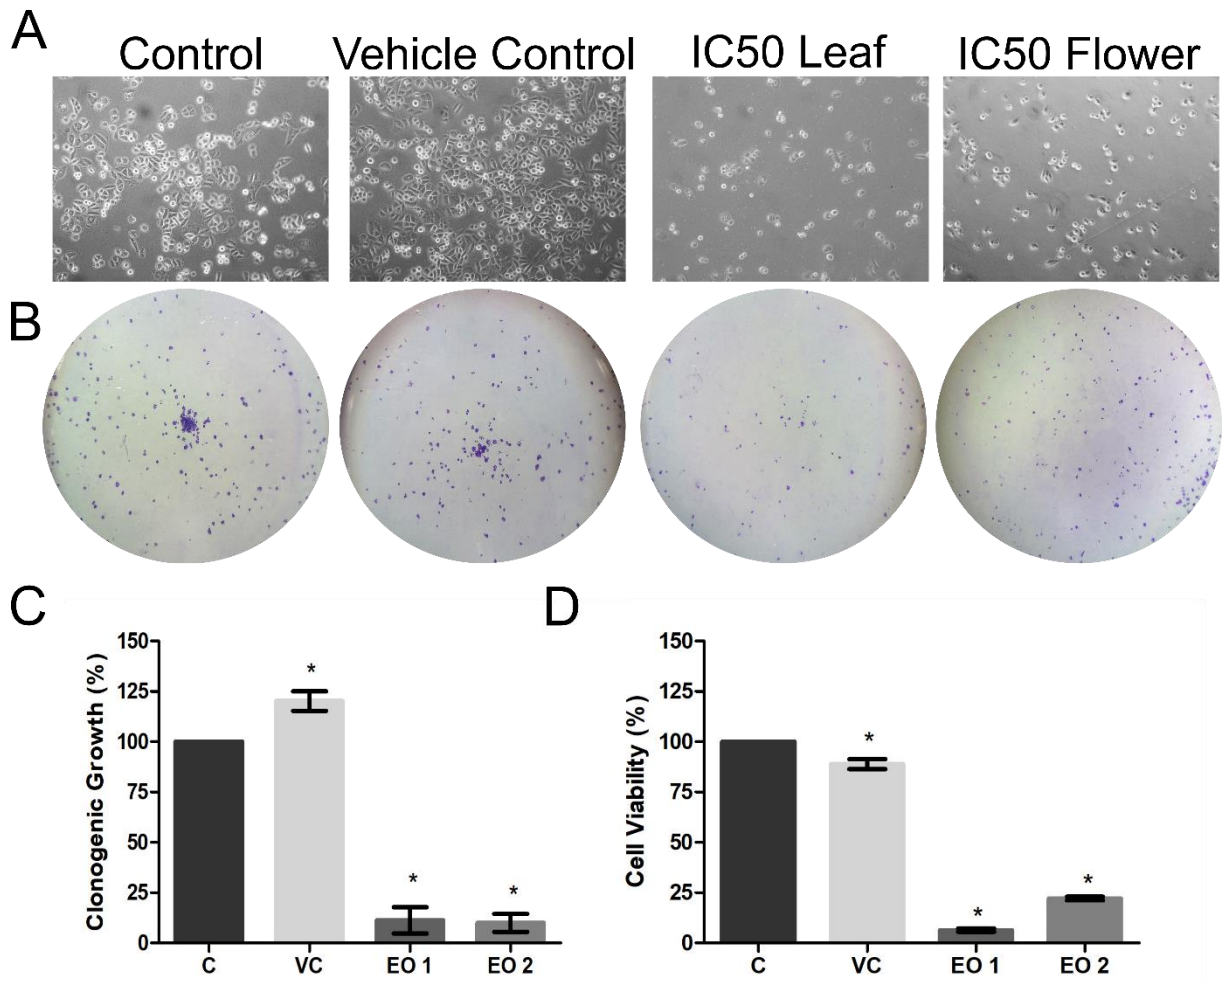 A
Control
Vehicle Control
IC50 Leaf
IC50 Flower
B
C
Clonogenic Growth (%)
150
125
100
75
50
25
0
*
*
*
C
VC
EO 1
EO 2
D
Cell Viability (%)
150
125
100
75
50
25
0
*
*
*
C
VC
EO 1
EO 2